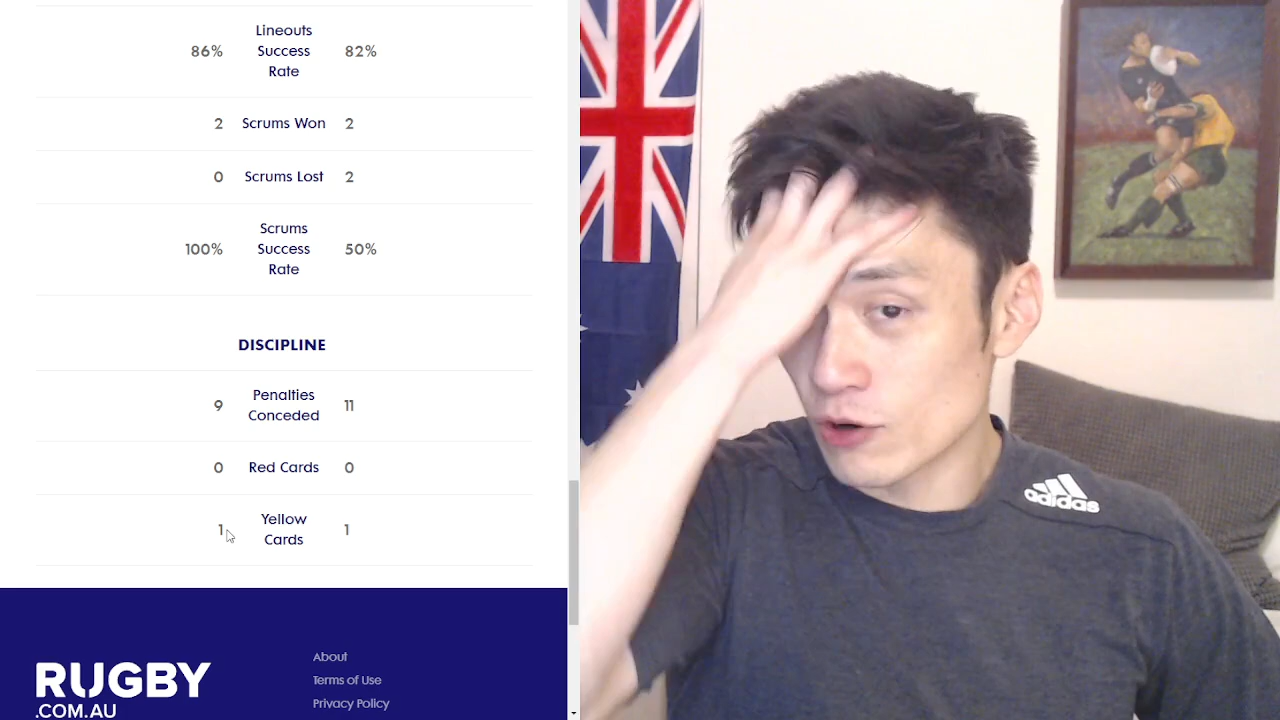 Lineouts
86% Success 82%
Rate
2 Scrums Won 2
0 Scrums Lost 2
Scrums
100% Success 50%
Rate
DISCIPLINE
Penalties
9 Conceded 11
0 Red Cards 0
Yellow
1 Cards 1
About
Terms of Use
Privacy Policy
RUGBY
.COM.AU
adidas